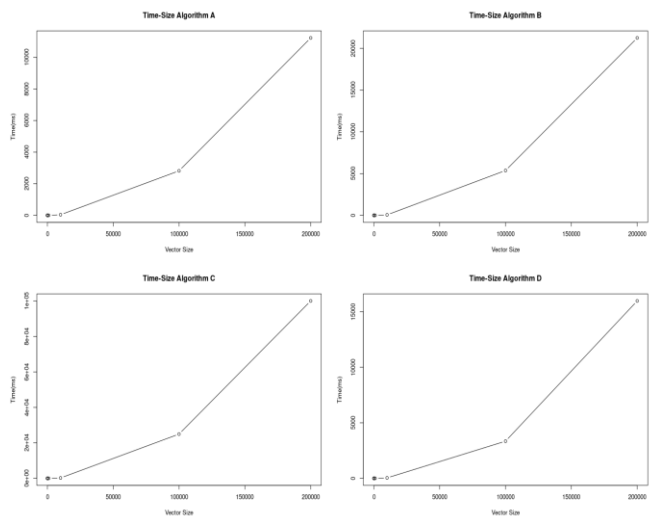 Time-Size Algorithm A
Time(ms)
0 2000 4000 6000 8000 10000
0 50000 100000 150000 200000
Vector Size
Time-Size Algorithm B
Time(ms)
0 5000 10000 15000 20000
0 50000 100000 150000 200000
Vector Size
Time-Size Algorithm C
Time(ms)
0e+00 2e+04 4e+04 6e+04 8e+04 1e+05
0 50000 100000 150000 200000
Vector Size
Time-Size Algorithm D
Time(ms)
0 5000 10000 15000
0 50000 100000 150000 200000
Vector Size